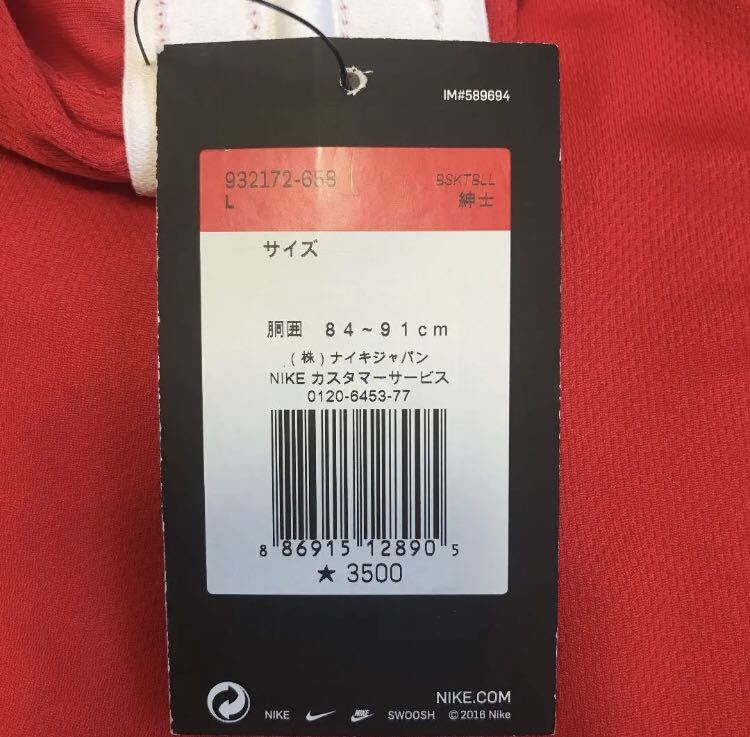 IM#589694
932172-658
BSKTBLL
L
紳士
サイズ
胴囲 84~91cm
(株)ナイキジャパン
NIKE カスタマーサービス
0120-6453-77
8 86915 12890 5
★ 3500
NIKE.COM
NIKE SWOOSH © 2016 Nike